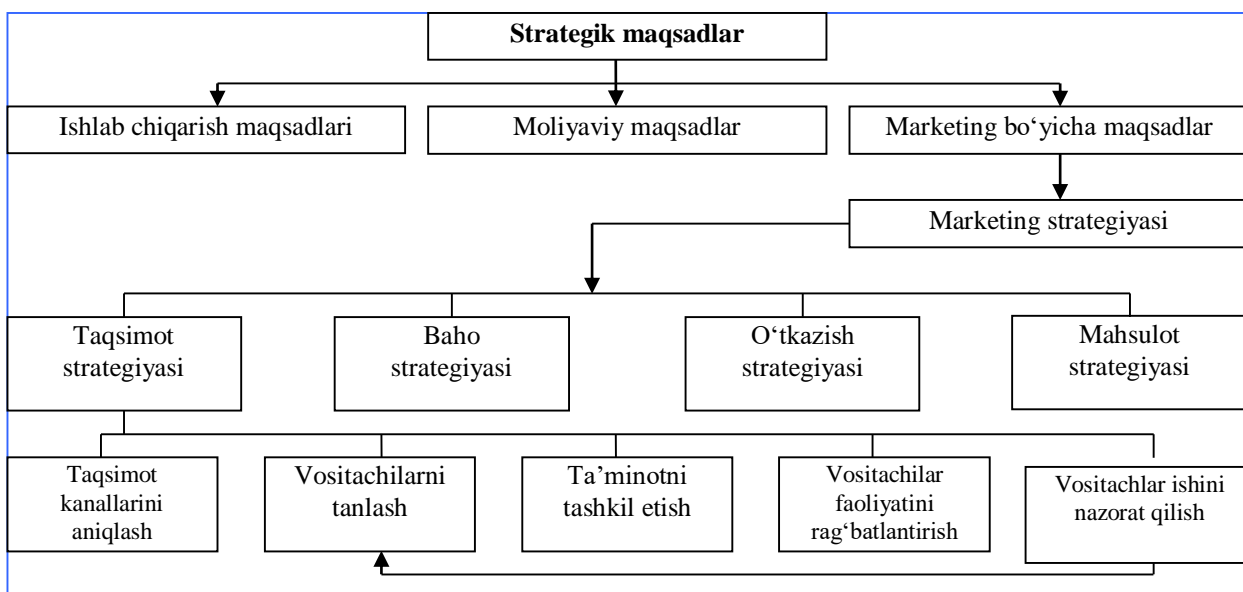 Strategik maqsadlar
Ishlab chiqarish maqsadlari
Moliyaviy maqsadlar
Marketing bo‘yicha maqsadlar
Marketing strategiyasi
Taqsimot
strategiyasi
Baho
strategiyasi
O‘tkazish
strategiyasi
Mahsulot
strategiyasi
Taqsimot
kanallarini
aniqlash
Vositachilarni
tanlash
Ta’minotni
tashkil etish
Vositachilar
faoliyatini
rag‘batlantirish
Vositachlar ishini
nazorat qilish